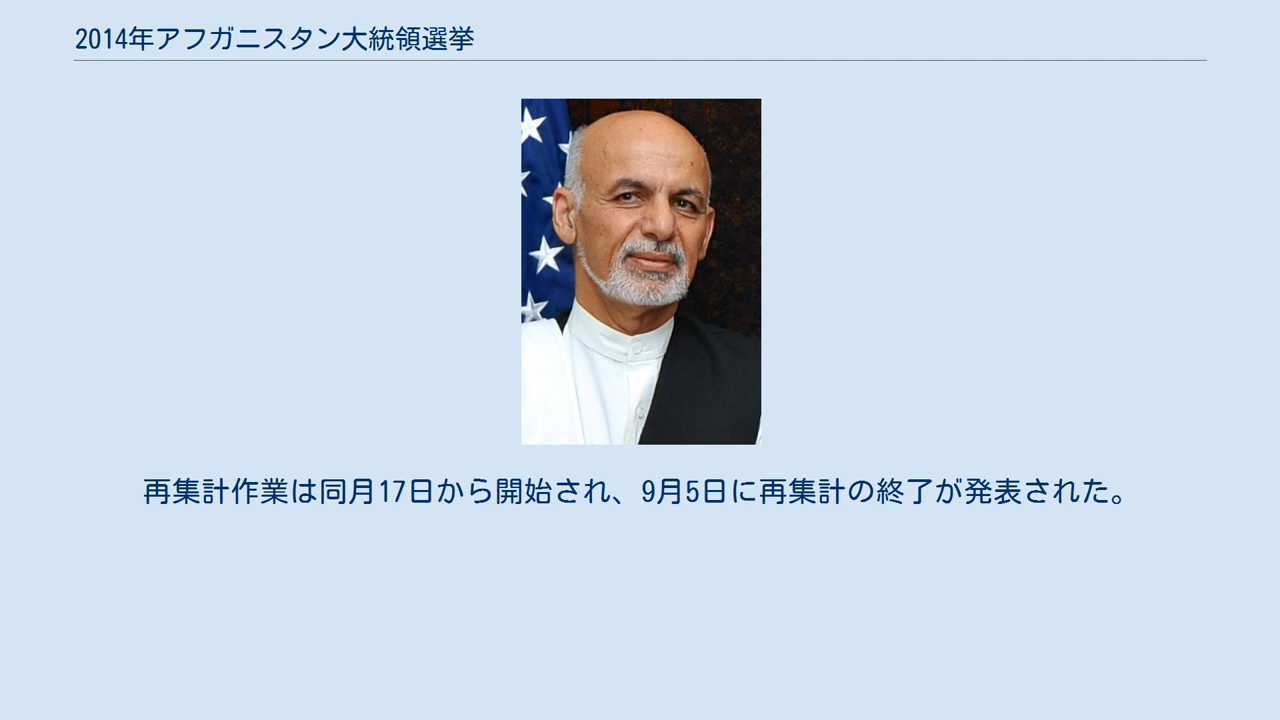 2014年アフガニスタン大統領選挙
再集計作業は同月17日から開始され、9月5日に再集計の終了が発表された。